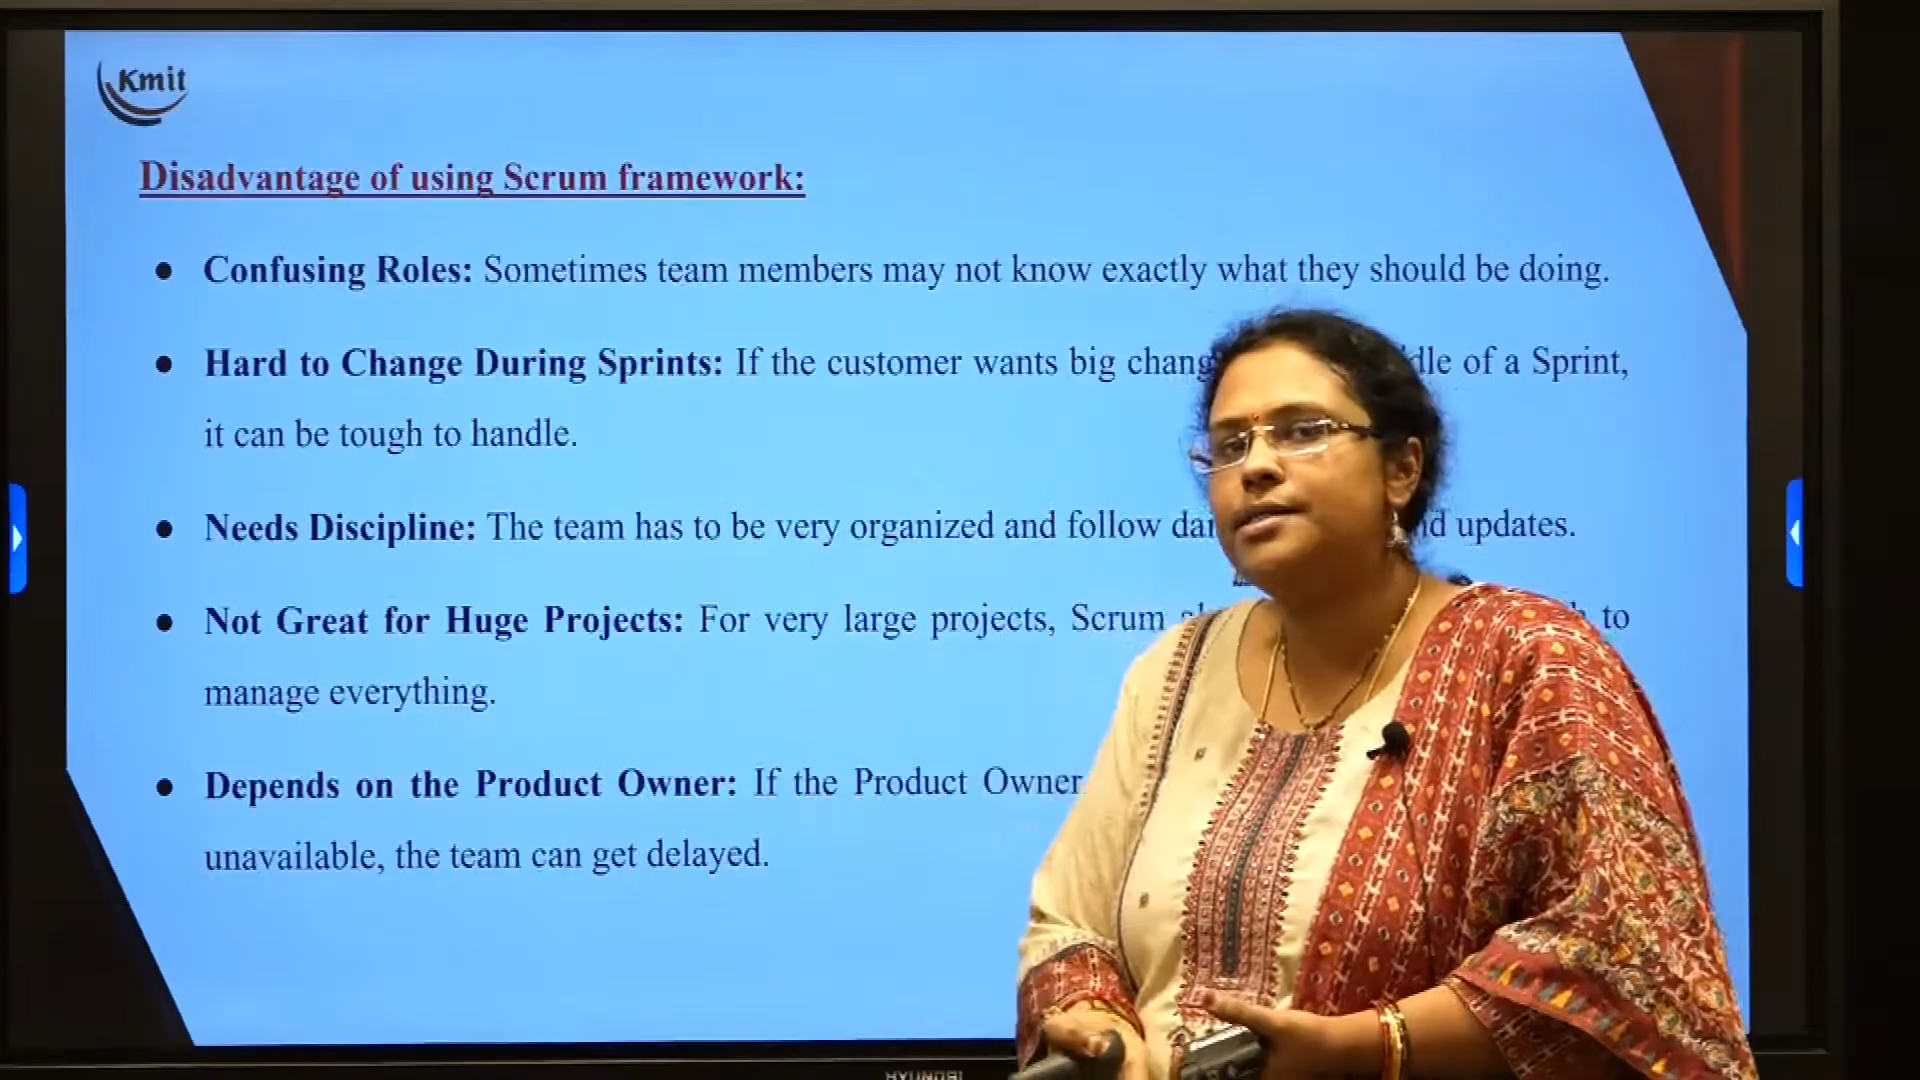 Kmit
Disadvantage of using Scrum framework:
● Confusing Roles: Sometimes team members may not know exactly what they should be doing.
● Hard to Change During Sprints: If the customer wants big of a Sprint,
it can be tough to handle.
● Needs Discipline: The team has to be very organized and follow updates.
● Not Great for Huge Projects: For very large projects, Scrum to
manage everything.
● Depends on the Product Owner: If the Product Owner
unavailable, the team can get delayed.
HYUNDAI